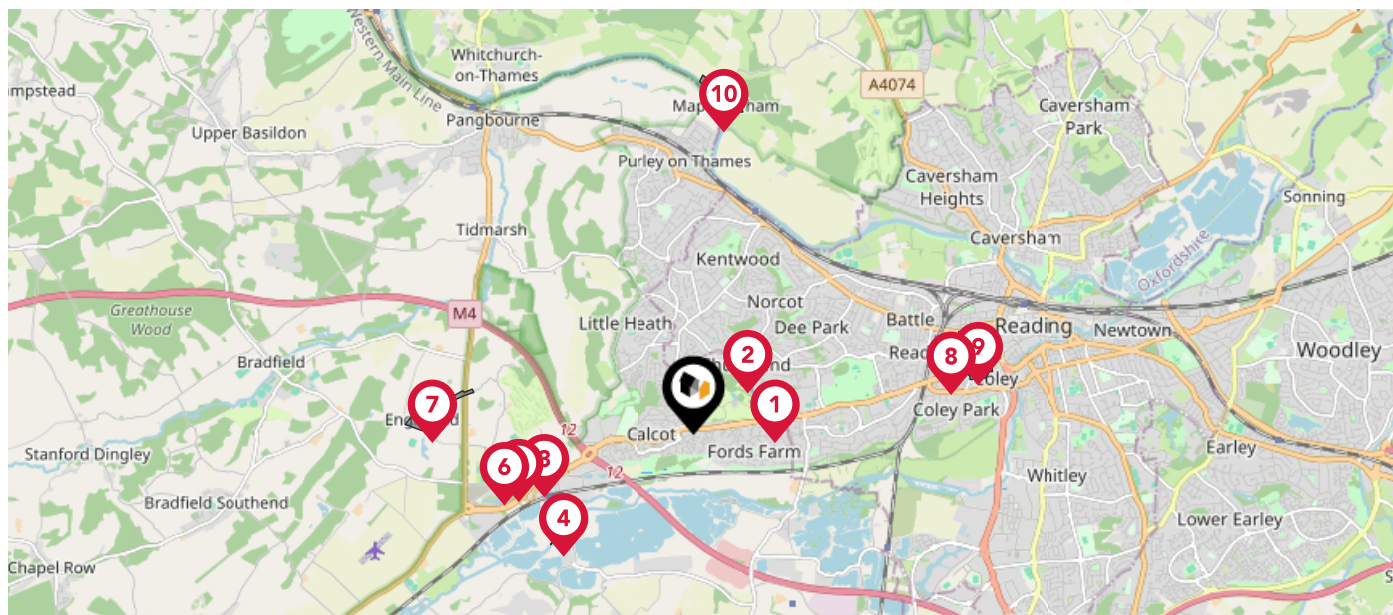 Whitchurch-
on-Thames
Western Main Line
Pangbourne
Upper Basildon
10
A4074
Caversham
Park
Purley on Thames
Caversham
Heights
Sonning
Tidmarsh
Caversham
Oxfordshire
Kentwood
Greathouse
Wood
M4
Norcot
Little Heath
Dee Park
Battle
Reading
Newtown
Woodley
Bradfield
2
8
9
7
1
Coley Park
12
Calcot
Fords Farm
Earley
Stanford Dingley
6
3
12
Whitley
Bradfield Southend
4
Lower Earley
Chapel Row